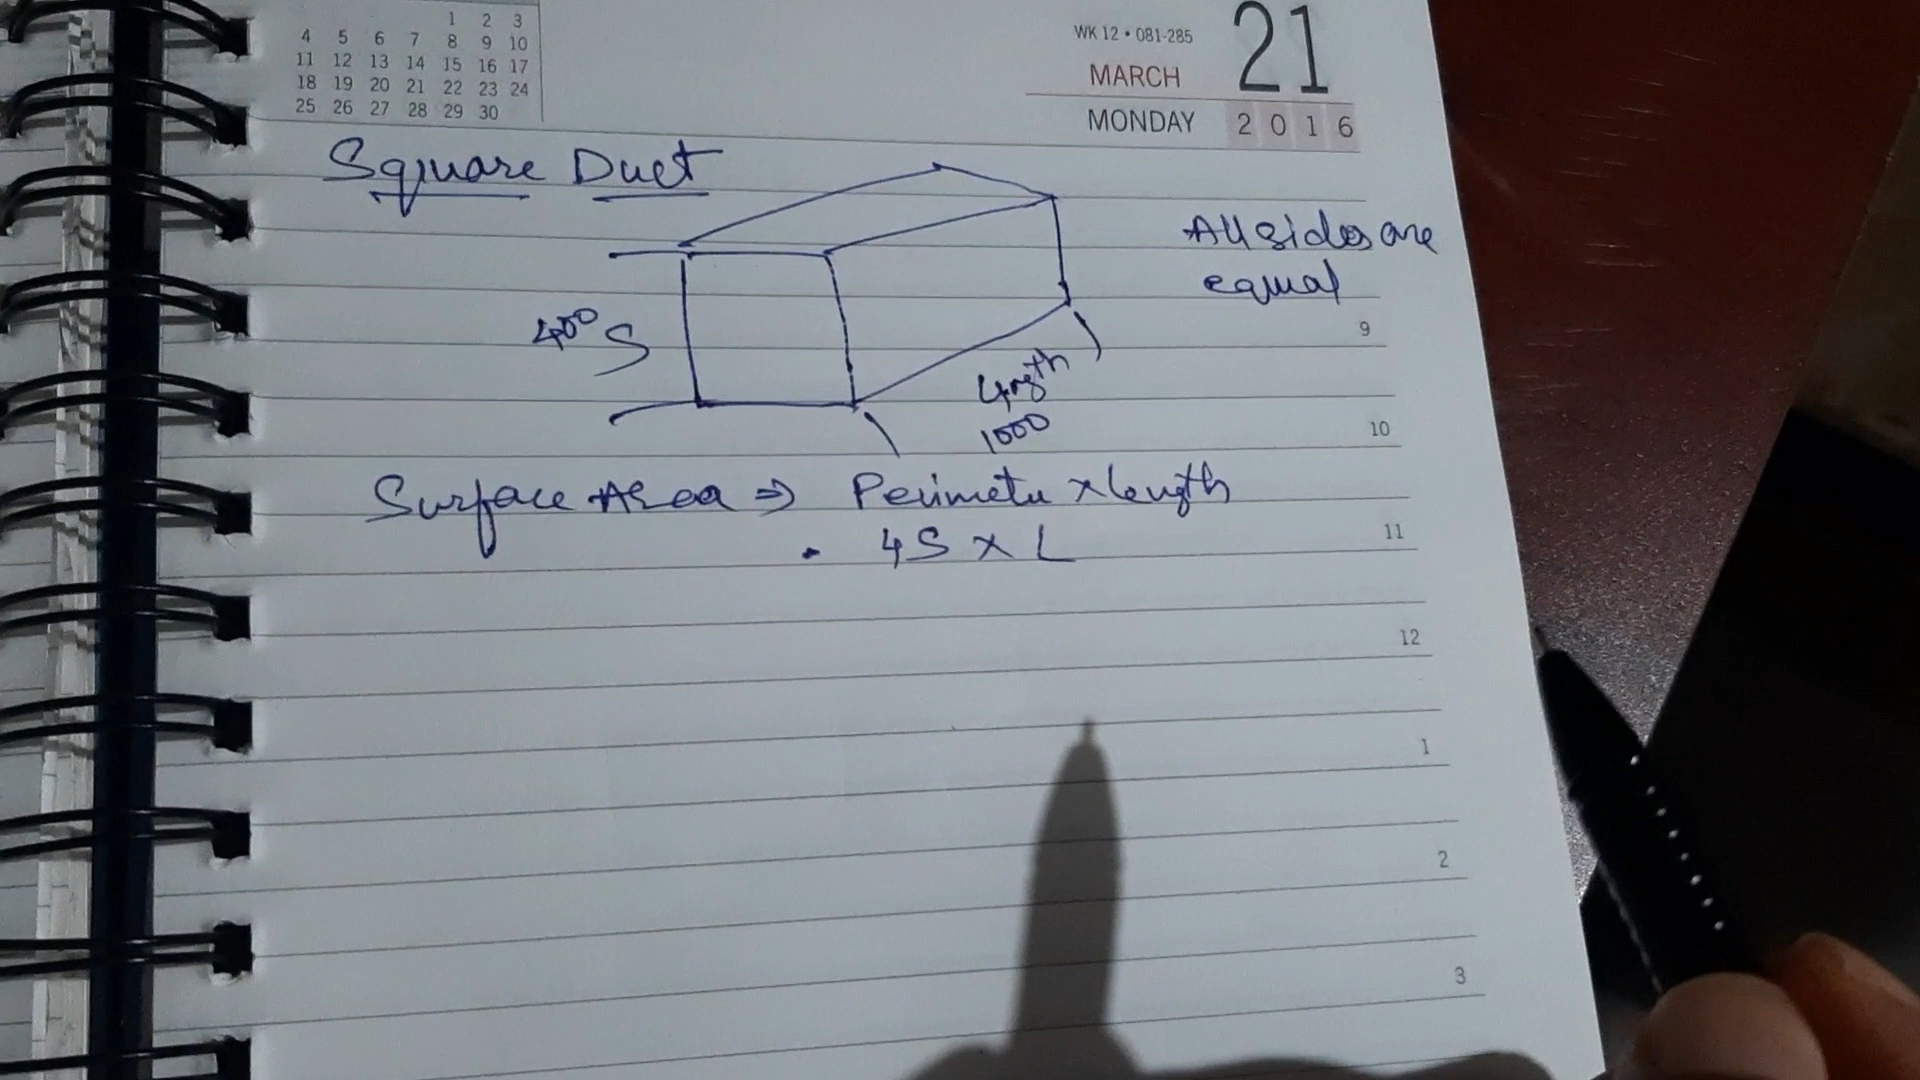 1 2 3
4 5 6 7 8 9 10
11 12 13 14 15 16 17
18 19 20 21 22 23 24
25 26 27 28 29 30
WK 12 • 081-285
MARCH
21
MONDAY
2016
Square Duct
All sides are
equal
400 S
Length
1000
Surface Area ⇒ Perimeter x length
. 4S x L
9
10
11
12
1
2
3